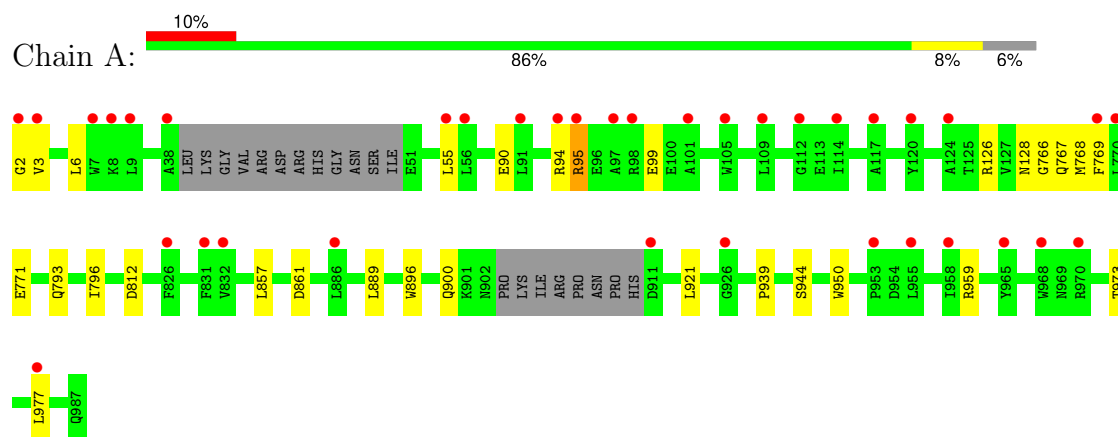 10%
Chain A:
86% 8% 6%
G2 V3 L6 W7 K8 L9 A38 LEU LYS GLY VAL ARG ASP ARG HIS GLY ASN SER ILE E51 L55 L56 E90 L91 R94 R95 E96 A97 R98 E99 E100 A101 W105 L109 G112 E113 I114 A117 Y120 A124 T125 R126 V127 N128 G766 Q767 M768 F769 L770
E771 Q793 I796 D812 F826 F831 V832 L857 D861 L886 L889 W896 Q900 K901 N902 PRO LYS ILE ARG PRO ASN PRO HIS D911 L921 G926 P939 S944 W950 P953 D954 L955 I958 R959 Y965 W968 N969 R970 T973
L977 Q987